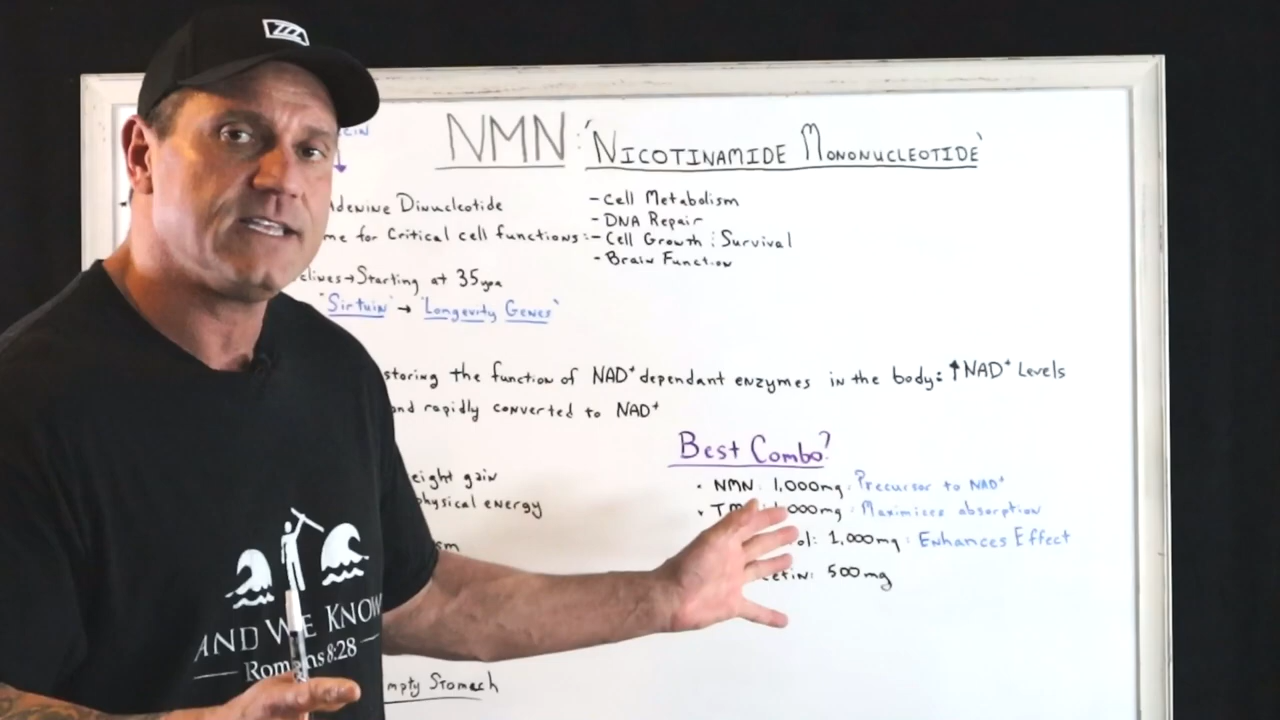 NMN: 'NICOTINAMIDE MONONUCLEOTIDE'
Adenine Dinucleotide
- Cell Metabolism
- DNA Repair
me for Critical cell functions:- Cell Growth : Survival
- Brain Function
clines→Starting at 35yoa
"Sirtuin" → 'Longevity Genes'
storing the function of NAD⁺ dependant enzymes in the body: ↑NAD⁺ Levels
and rapidly converted to NAD⁺
Best Combo?
eight gain
• NMN: 1,000mg: Precursor to NAD⁺
physical energy
• TM 1,000mg: Maximizes absorption
sm
ol: 1,000mg: Enhances Effect
cetin: 500mg
mpty Stomach
AND WE KNOW
— Romans 8:28 —